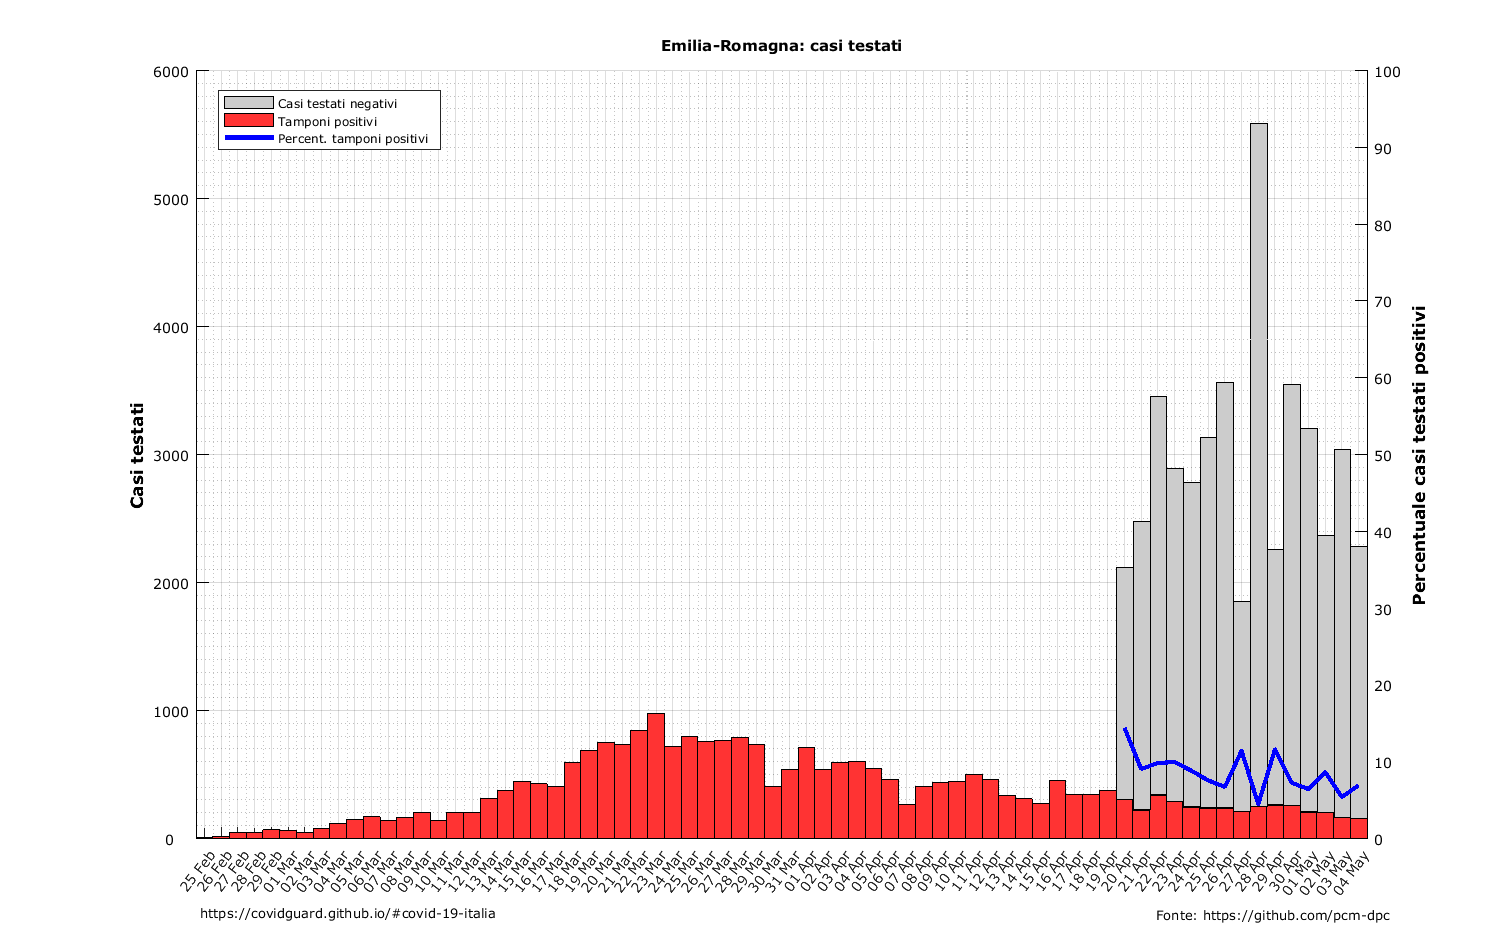 Emilia-Romagna: casi testati
Casi testati negativi
Tamponi positivi
Percent. tamponi positivi
Casi testati
6000
5000
4000
3000
2000
1000
0
100
90
80
70
60
50
40
30
20
10
0
Percentuale casi testati positivi
25 Feb
26 Feb
27 Feb
28 Feb
29 Feb
01 Mar
02 Mar
03 Mar
04 Mar
05 Mar
06 Mar
07 Mar
08 Mar
09 Mar
10 Mar
11 Mar
12 Mar
13 Mar
14 Mar
15 Mar
16 Mar
17 Mar
18 Mar
19 Mar
20 Mar
21 Mar
22 Mar
23 Mar
24 Mar
25 Mar
26 Mar
27 Mar
28 Mar
29 Mar
30 Mar
31 Mar
01 Apr
02 Apr
03 Apr
04 Apr
05 Apr
06 Apr
07 Apr
08 Apr
09 Apr
10 Apr
11 Apr
12 Apr
13 Apr
14 Apr
15 Apr
16 Apr
17 Apr
18 Apr
19 Apr
20 Apr
21 Apr
22 Apr
23 Apr
24 Apr
25 Apr
26 Apr
27 Apr
28 Apr
29 Apr
30 Apr
01 May
02 May
03 May
04 May
https://covidguard.github.io/#covid-19-italia
Fonte: https://github.com/pcm-dpc